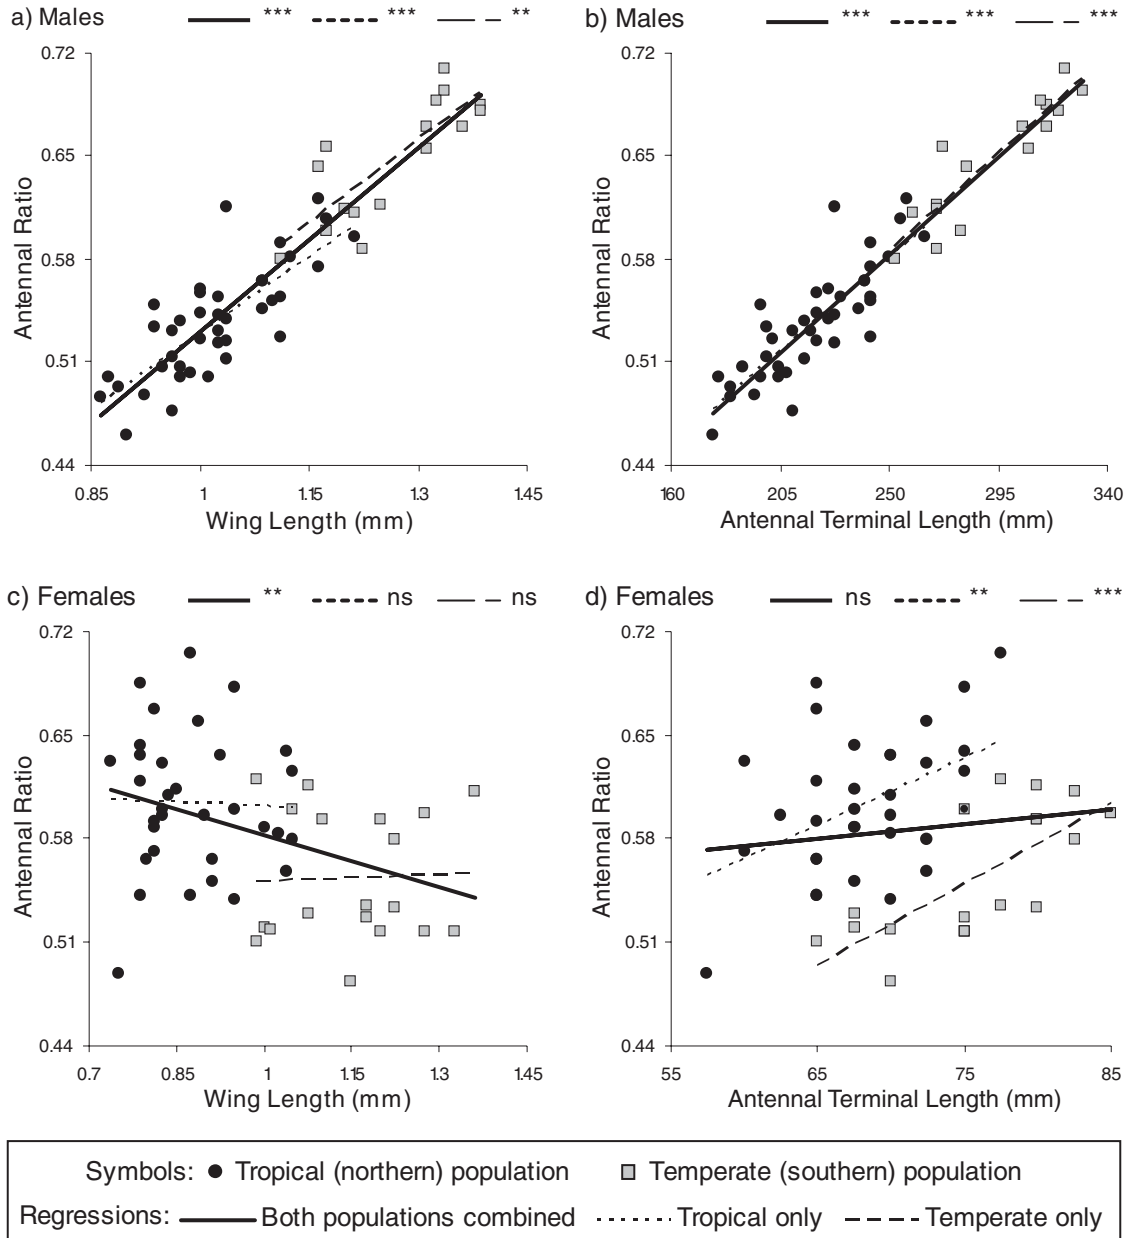 a) Males *** *** **
0.72
0.65
0.58
0.51
0.44
Antennal Ratio
0.85 1 1.15 1.3 1.45
Wing Length (mm)
b) Males *** *** ***
0.72
0.65
0.58
0.51
0.44
Antennal Ratio
160 205 250 295 340
Antennal Terminal Length (mm)
c) Females ** ns ns
0.72
0.65
0.58
0.51
0.44
Antennal Ratio
0.7 0.85 1 1.15 1.3 1.45
Wing Length (mm)
d) Females ns ** ***
0.72
0.65
0.58
0.51
0.44
Antennal Ratio
55 65 75 85
Antennal Terminal Length (mm)
Symbols: Tropical (northern) population Temperate (southern) population
Regressions: Both populations combined Tropical only Temperate only